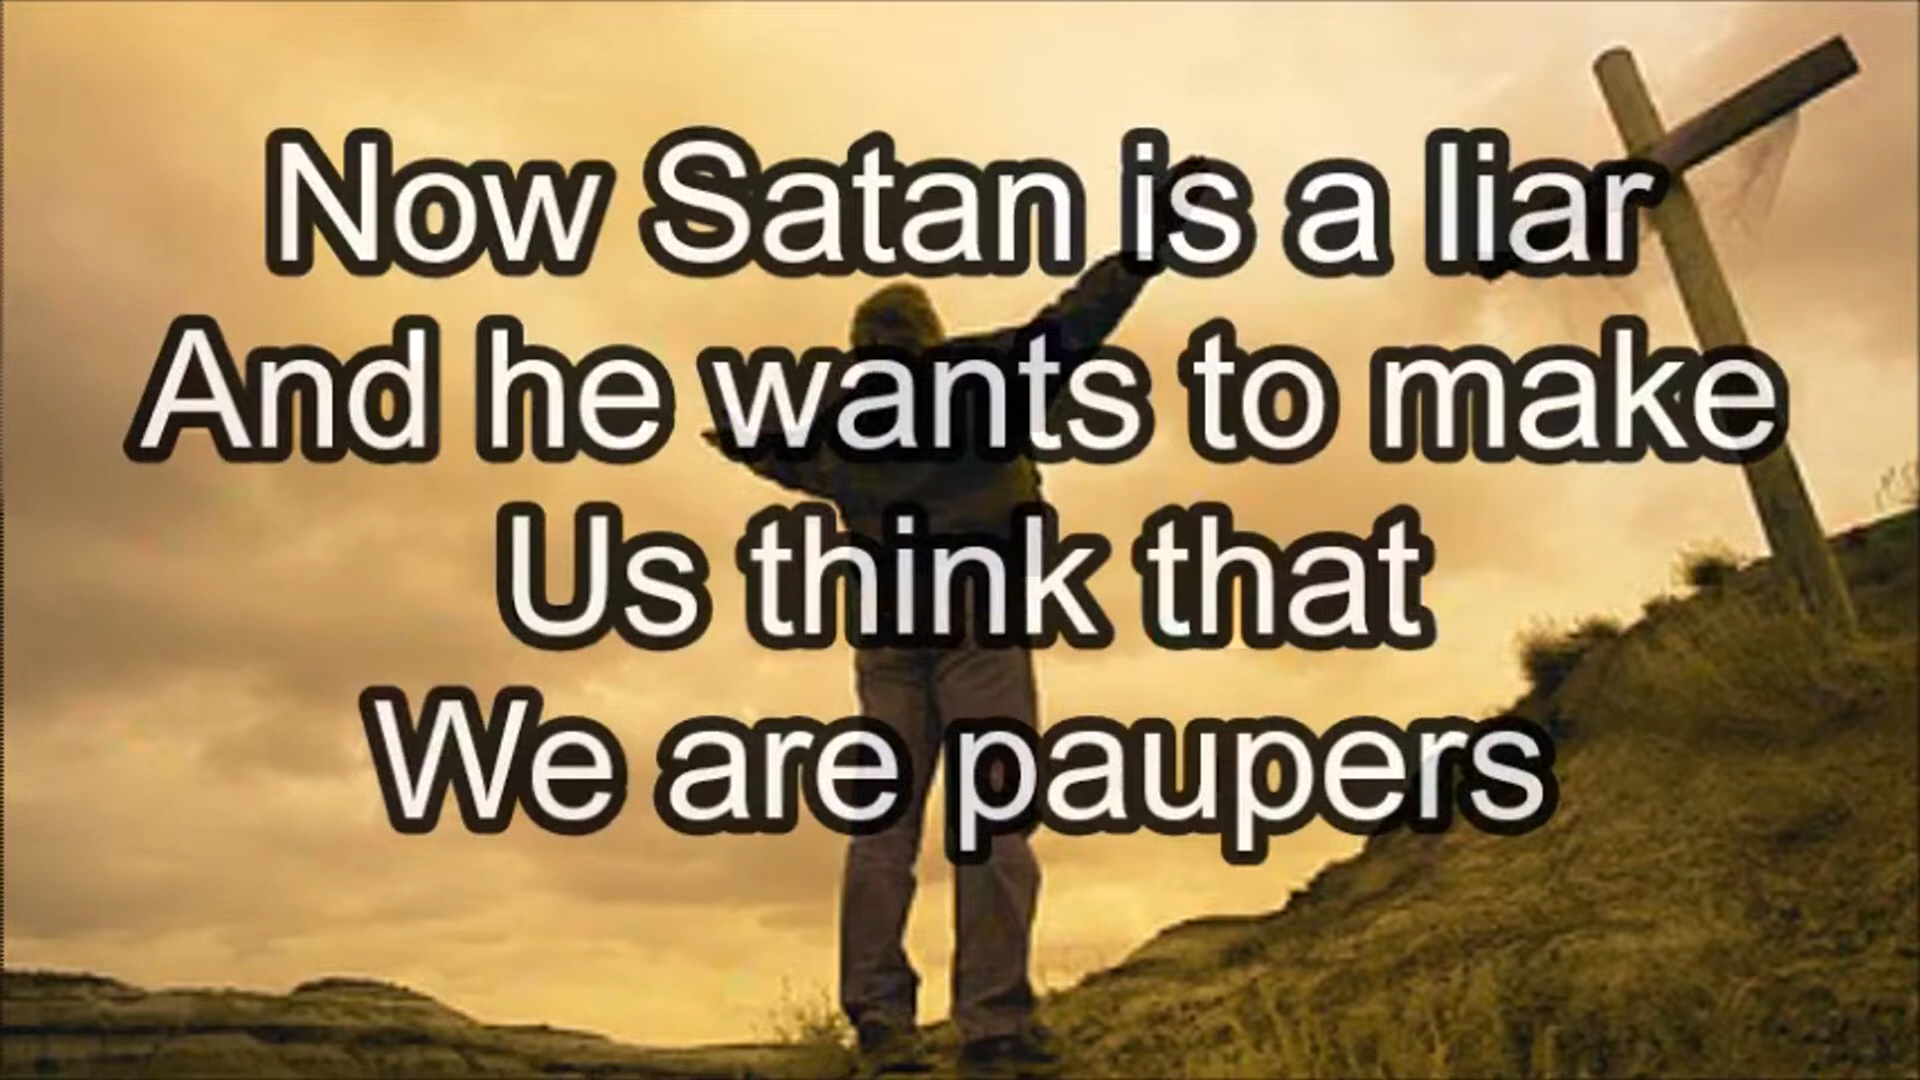 Now Satan is a liar
And he wants to make
Us think that
We are paupers